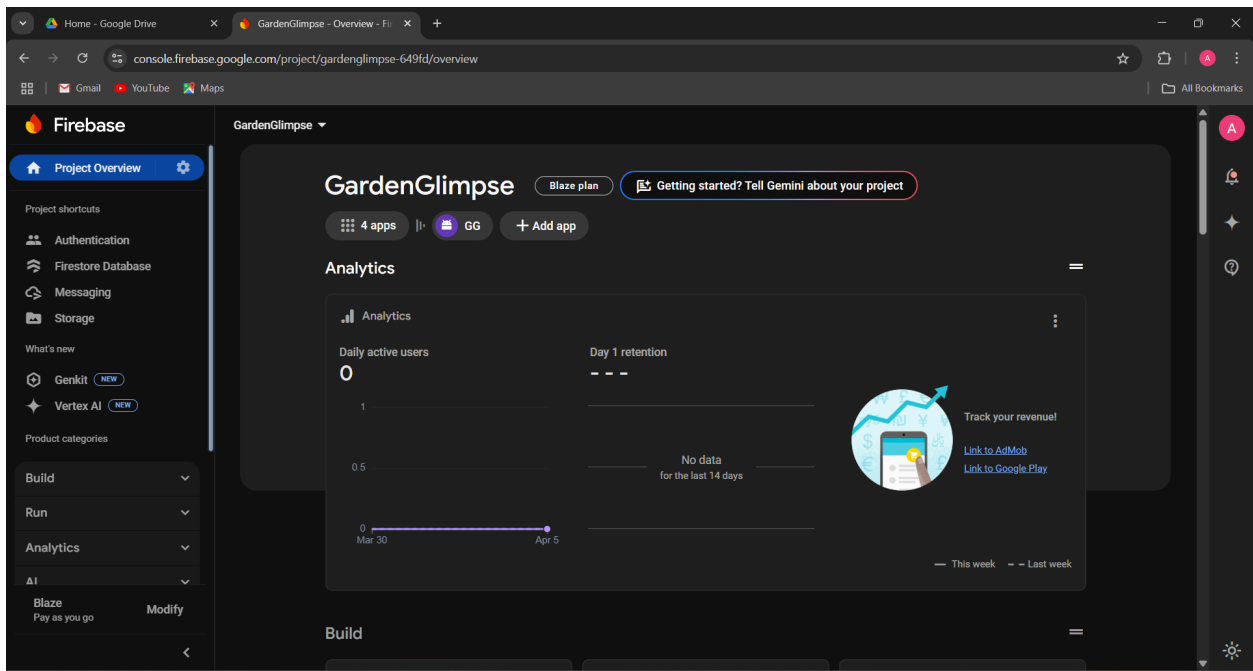 Home - Google Drive
GardenGlimpse - Overview - Fi
console.firebase.google.com/project/gardenglimpse-649fd/overview
A
Gmail
YouTube
Maps
All Bookmarks
Firebase
GardenGlimpse
A
Project Overview
GardenGlimpse
Blaze plan
Getting started? Tell Gemini about your project
Project shortcuts
4 apps
GG
+ Add app
Authentication
Firestore Database
Messaging
Storage
Analytics
Analytics
What's new
Genkit NEW
Vertex AI NEW
Daily active users
0
Day 1 retention
- - -
1
0.5
0
Mar 30
Apr 5
No data
for the last 14 days
Track your revenue!
Link to AdMob
Link to Google Play
This week
Last week
Product categories
Build
Run
Analytics
AI
Blaze
Pay as you go
Modify
Build